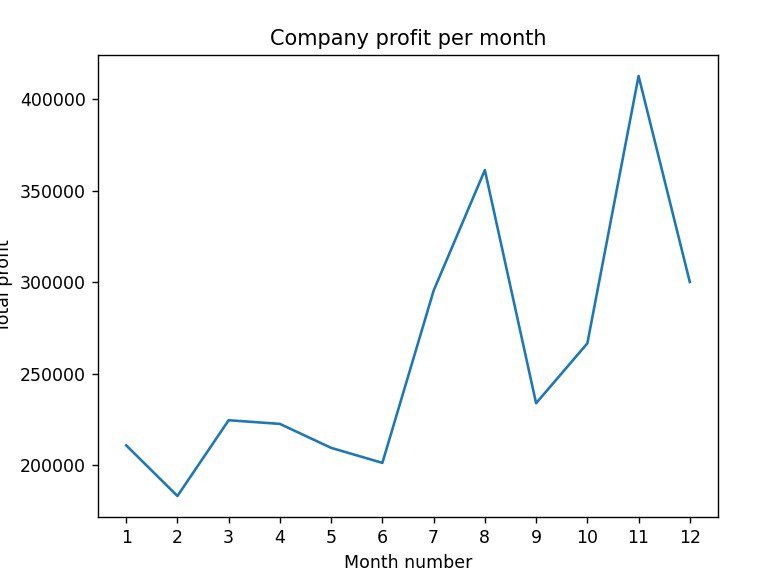 Company profit per month
Total profit
400000
350000
300000
250000
200000
1 2 3 4 5 6 7 8 9 10 11 12
Month number